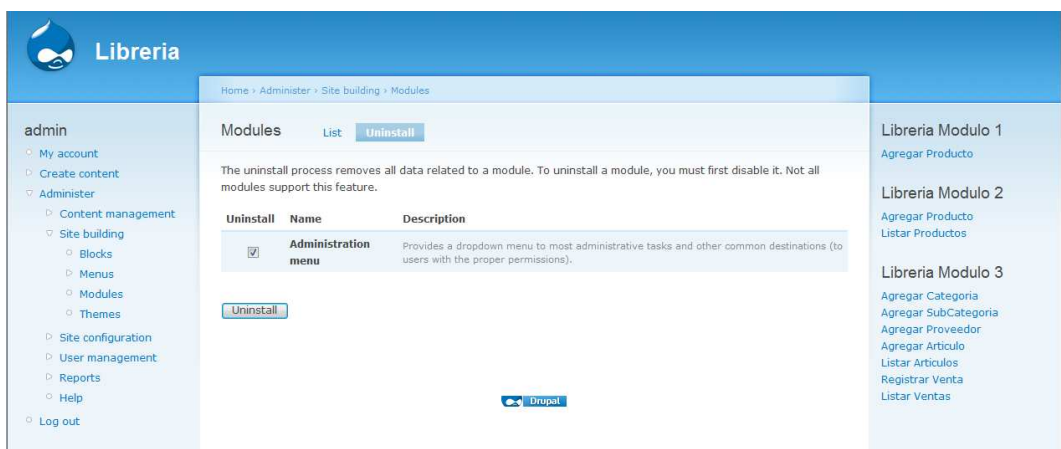 Libreria
Home › Administer › Site building › Modules
admin
My account
Create content
Administer
Content management
Site building
Blocks
Menus
Modules
Themes
Site configuration
User management
Reports
Help
Log out
Modules
List
Uninstall
The uninstall process removes all data related to a module. To uninstall a module, you must first disable it. Not all
modules support this feature.
Uninstall Name Description
Administration
menu
Provides a dropdown menu to most administrative tasks and other common destinations (to
users with the proper permissions).
Uninstall
Drupal
Libreria Modulo 1
Agregar Producto
Libreria Modulo 2
Agregar Producto
Listar Productos
Libreria Modulo 3
Agregar Categoria
Agregar SubCategoria
Agregar Proveedor
Agregar Articulo
Listar Articulos
Registrar Venta
Listar Ventas